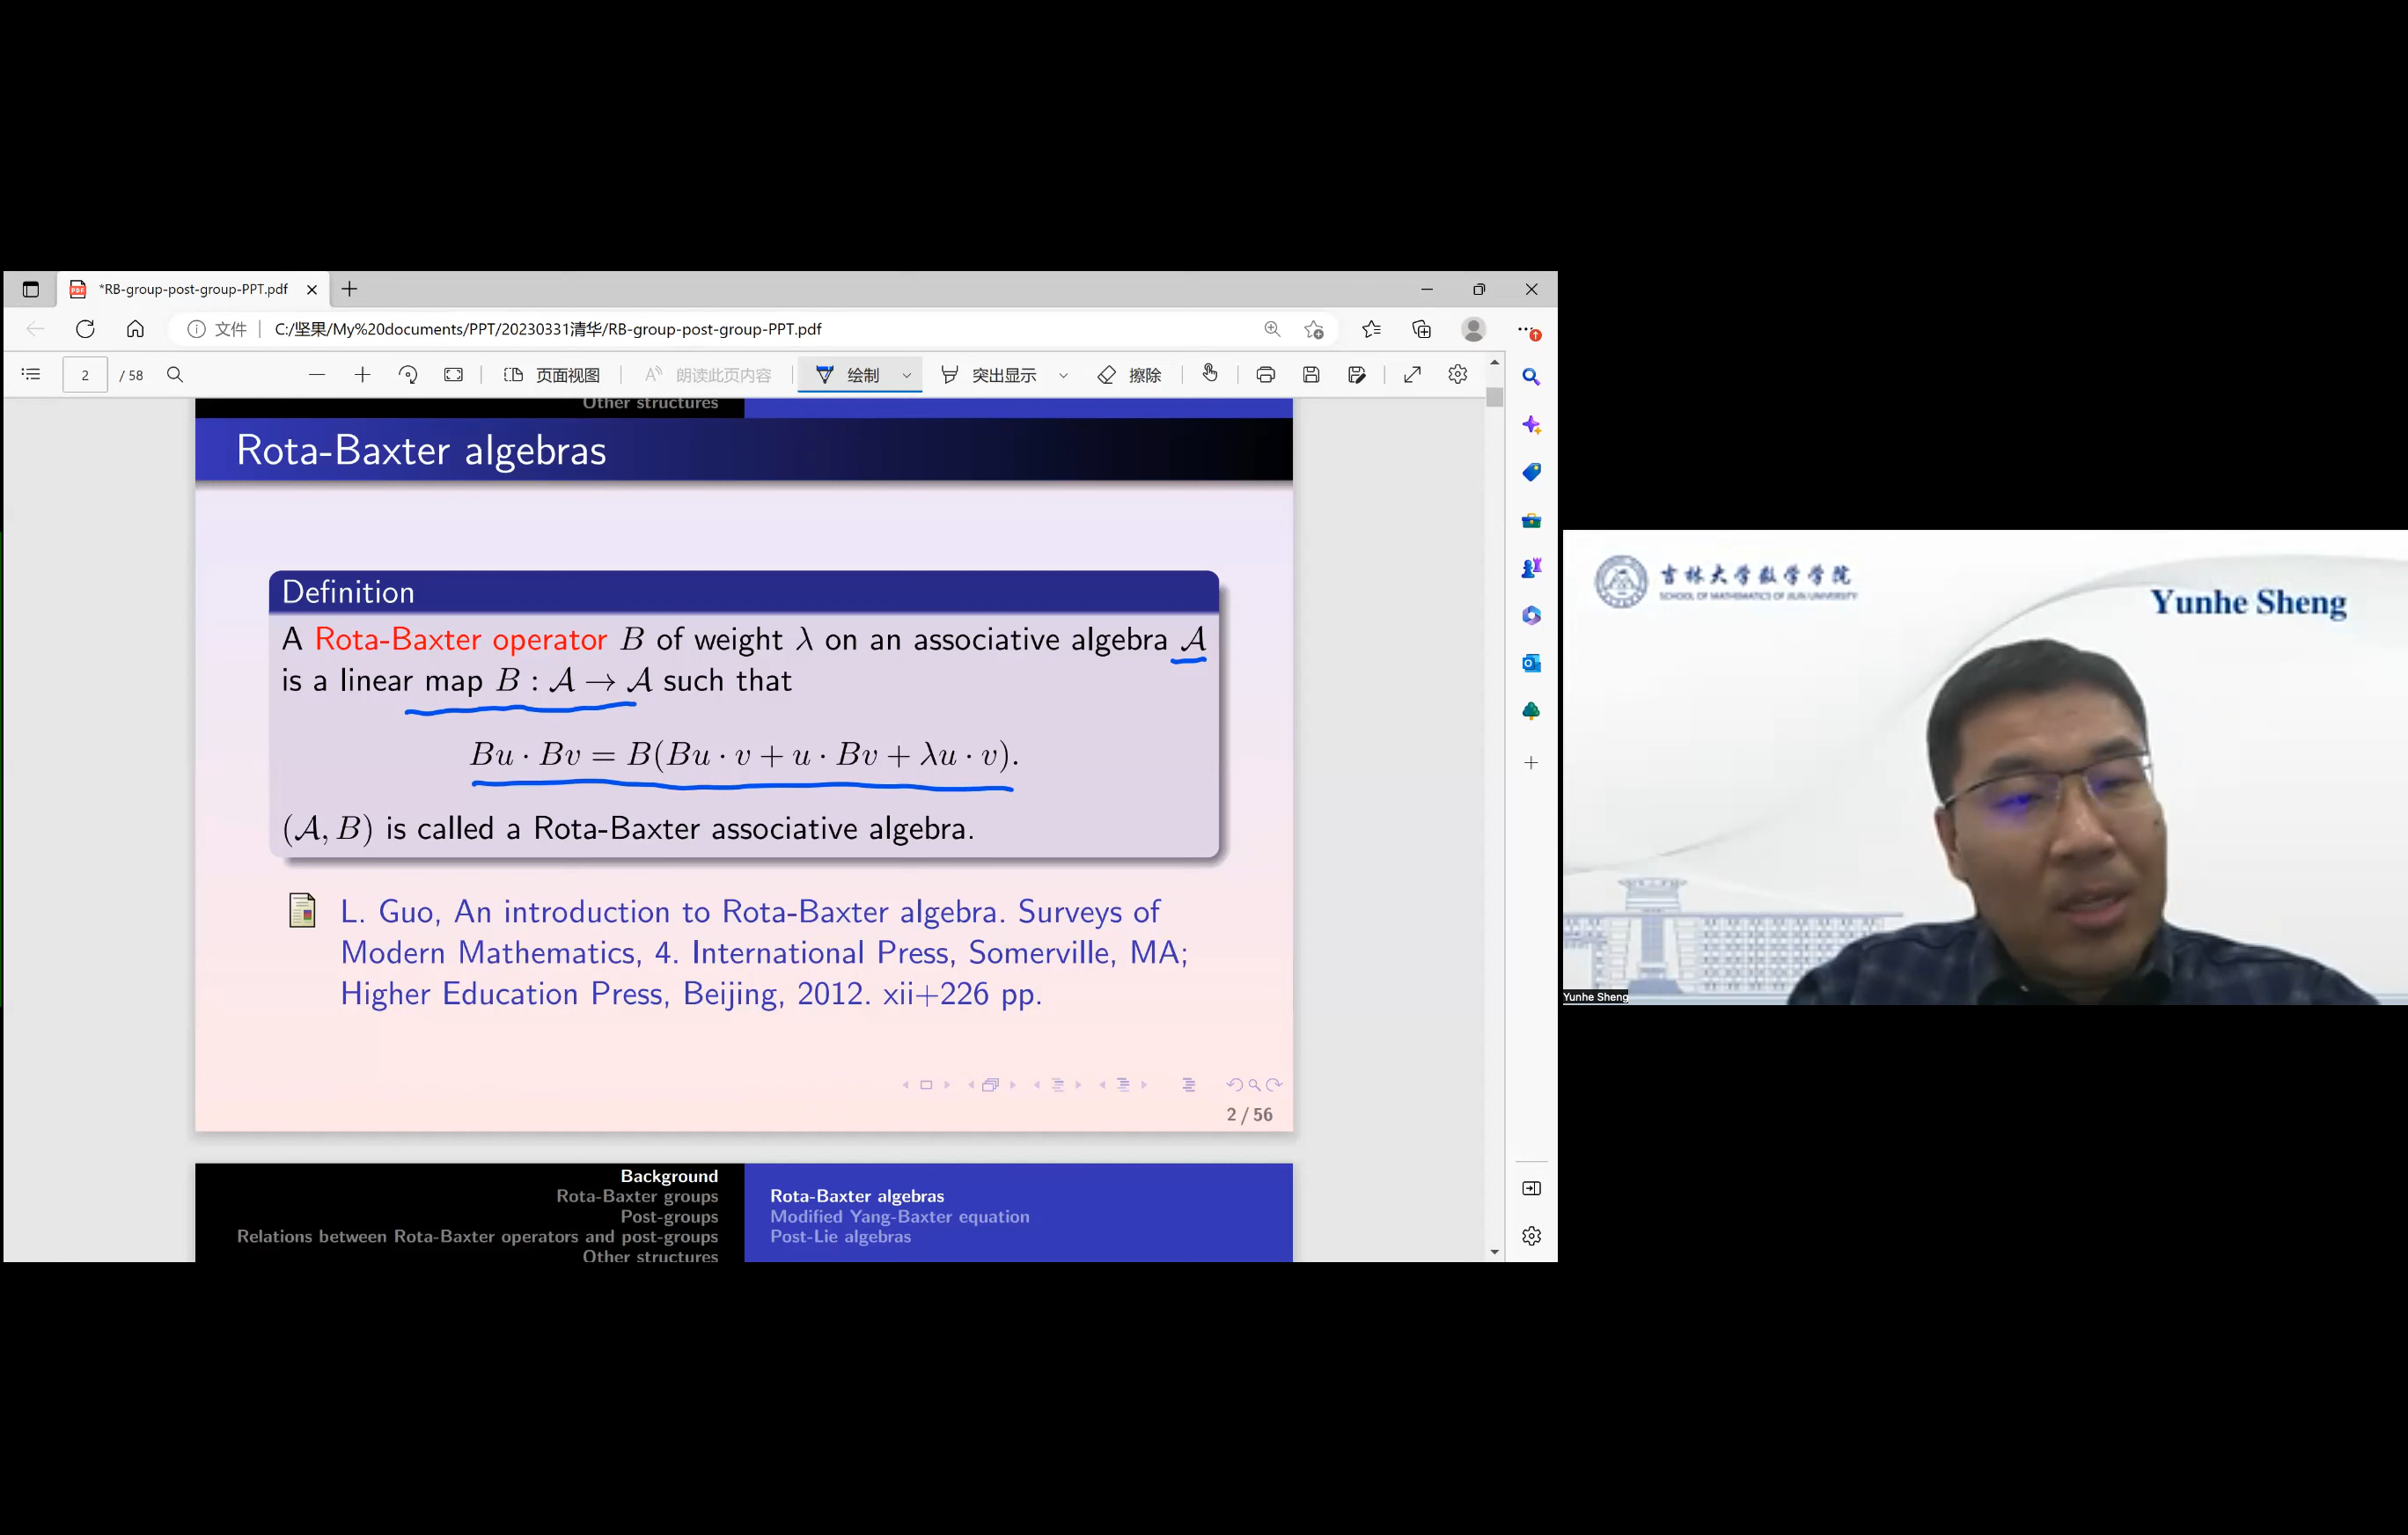 *RB-group-post-group-PPT.pdf
文件
C:/坚果/My%20documents/PPT/20230331清华/RB-group-post-group-PPT.pdf
2 / 58
页面视图
朗读此页内容
绘制
突出显示
擦除
Other structures
Rota-Baxter algebras
Definition
A Rota-Baxter operator B of weight λ on an associative algebra 𝒜
is a linear map B : 𝒜 → 𝒜 such that
Bu · Bv = B(Bu · v + u · Bv + λu · v).
(𝒜, B) is called a Rota-Baxter associative algebra.
L. Guo, An introduction to Rota-Baxter algebra. Surveys of
Modern Mathematics, 4. International Press, Somerville, MA;
Higher Education Press, Beijing, 2012. xii+226 pp.
2 / 56
Background
Rota-Baxter groups
Post-groups
Relations between Rota-Baxter operators and post-groups
Other structures
Rota-Baxter algebras
Modified Yang-Baxter equation
Post-Lie algebras
吉林大学数学学院
SCHOOL OF MATHEMATICS OF JILIN UNIVERSITY
Yunhe Sheng
Yunhe Sheng